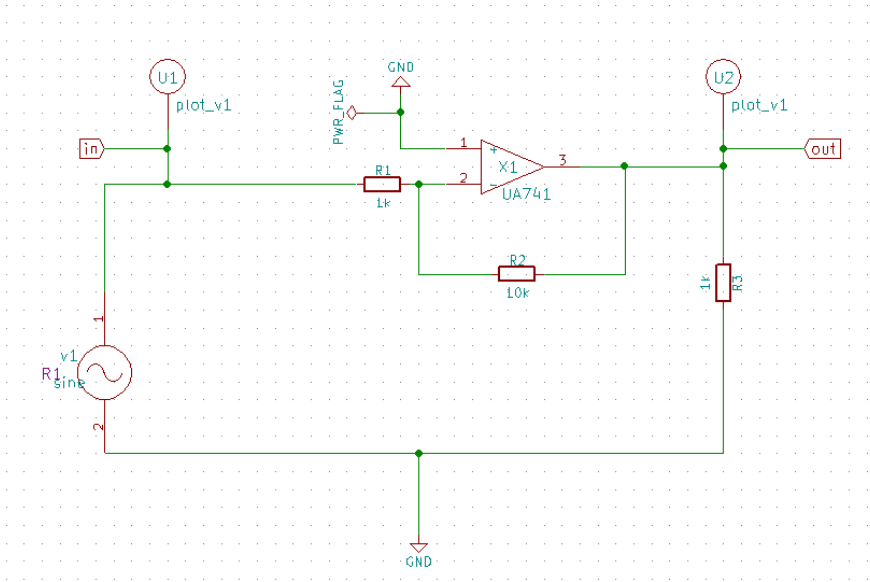 U1
plot_v1
GND
PWR_FLAG
U2
plot_v1
in
out
1
+
X1
3
2
-
UA741
R1
1k
R2
10k
1k
R3
1
v1
R1
sine
2
GND